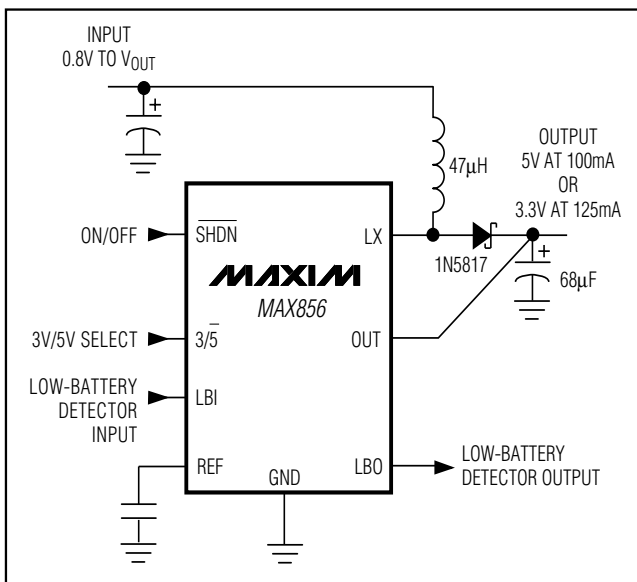 INPUT
0.8V TO VOUT
+
47μH
OUTPUT
5V AT 100mA
OR
3.3V AT 125mA
ON/OFF
SHDN
LX
1N5817
+
68μF
MAXIM
MAX856
3V/5V SELECT
3/5
OUT
LOW-BATTERY
DETECTOR
INPUT
LBI
REF
GND
LBO
LOW-BATTERY
DETECTOR OUTPUT